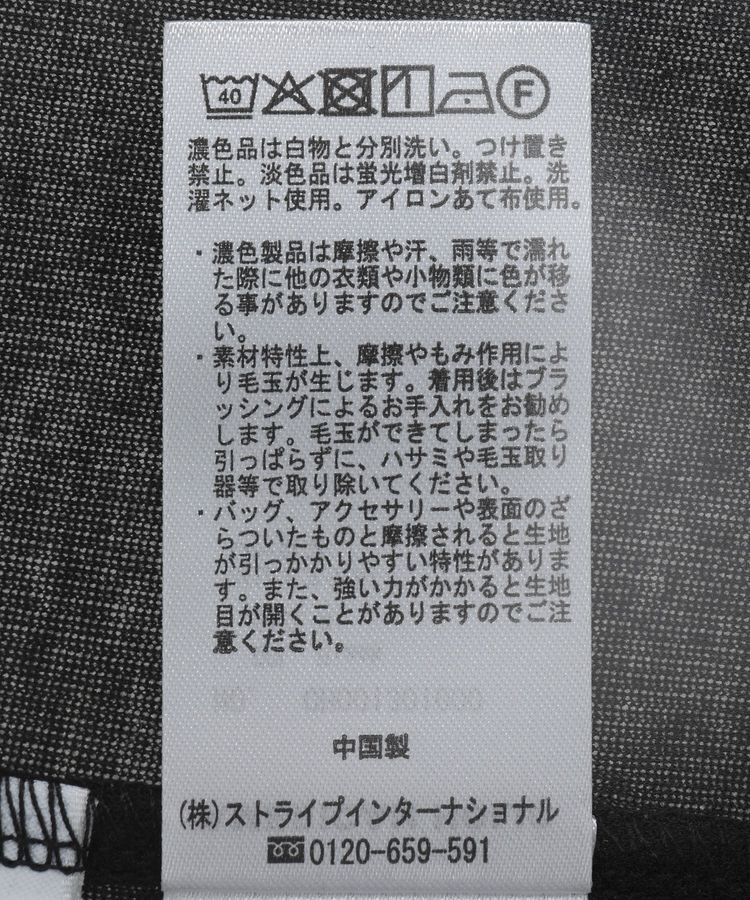 40 F
濃色品は白物と分別洗い。つけ置き
禁止。淡色品は蛍光増白剤禁止。洗
濯ネット使用。アイロンあて布使用。
・濃色製品は摩擦や汗、雨等で濡れ
た際に他の衣類や小物類に色が移
る事がありますのでご注意くださ
い。
・素材特性上、摩擦やもみ作用によ
り毛玉が生じます。着用後はブラ
ッシングによるお手入れをお勧め
します。毛玉ができてしまったら
引っぱらずに、ハサミや毛玉取り
器等で取り除いてください。
・バッグ、アクセサリーや表面のざ
らついたものと摩擦されると生地
が引っかかりやすい特性がありま
す。また、強い力がかかると生地
目が開くことがありますのでご注
意ください。
中国製
(株)ストライプインターナショナル
0120-659-591